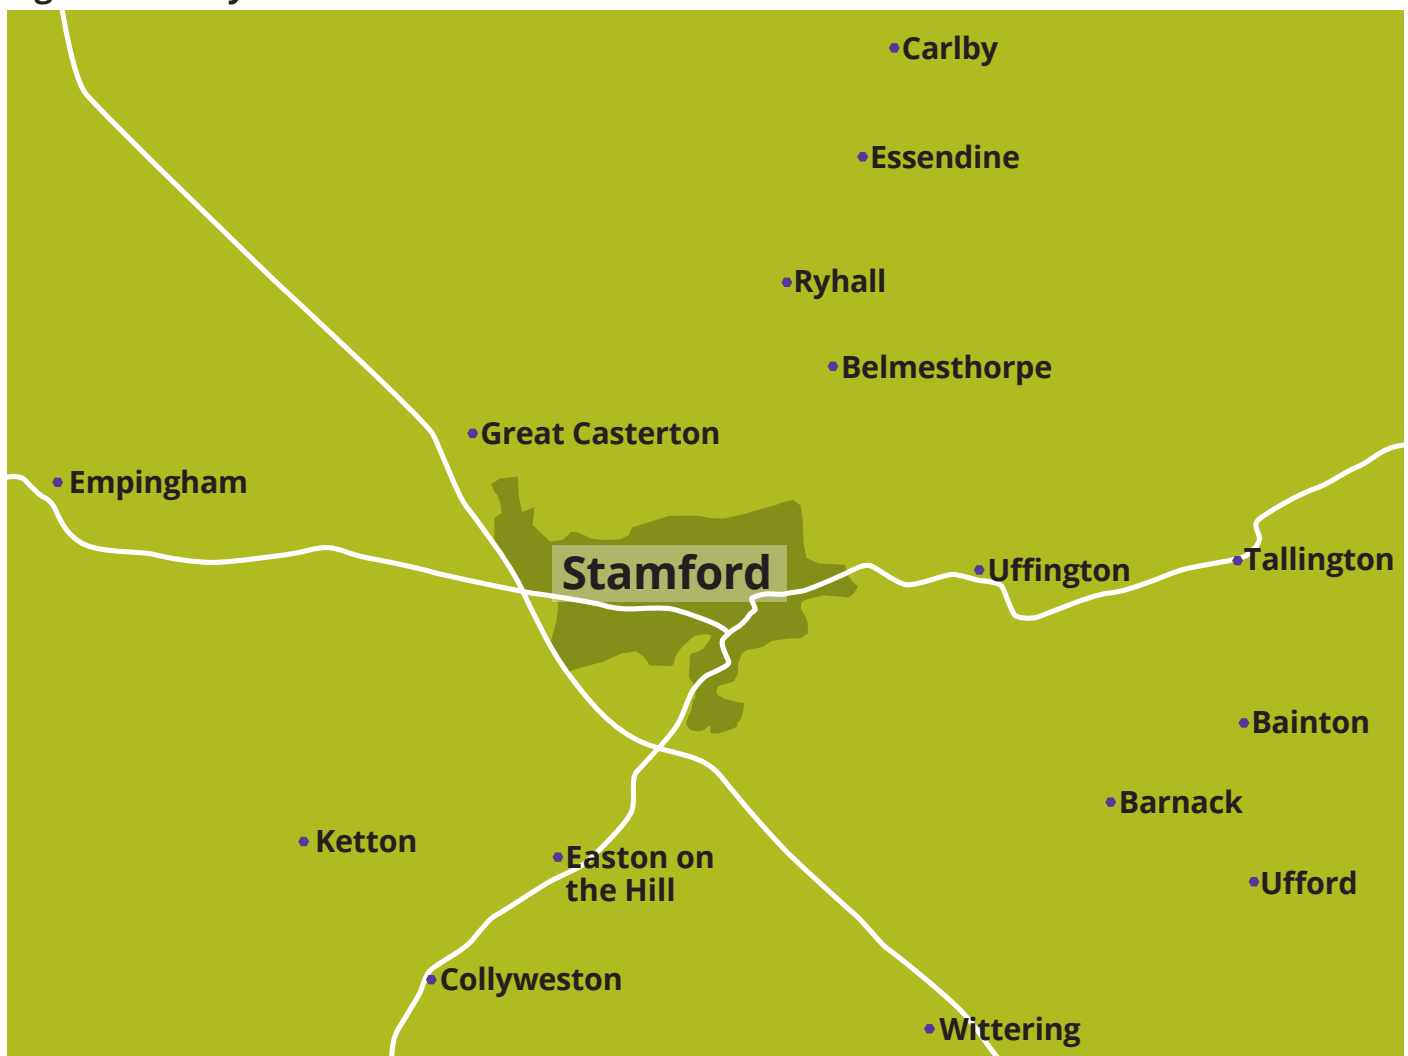 Carlby
Essendine
Ryhall
Belmesthorpe
Great Casterton
Empingham
Stamford
Uffington
Tallington
Bainton
Barnack
Ketton
Easton on
the Hill
Ufford
Collyweston
Wittering